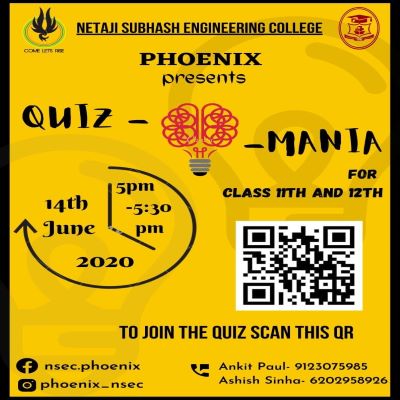 NETAJI SUBHASH ENGINEERING COLLEGE
COME LETS RISE
PHOENIX
presents
QUIZ -
-MANIA
FOR
CLASS 11TH AND 12TH
5pm
-5:30
pm
14th
June
2020
TO JOIN THE QUIZ SCAN THIS QR
nsec.phoenix
phoenix_nsec
Ankit Paul- 9123075985
Ashish Sinha- 6202958926